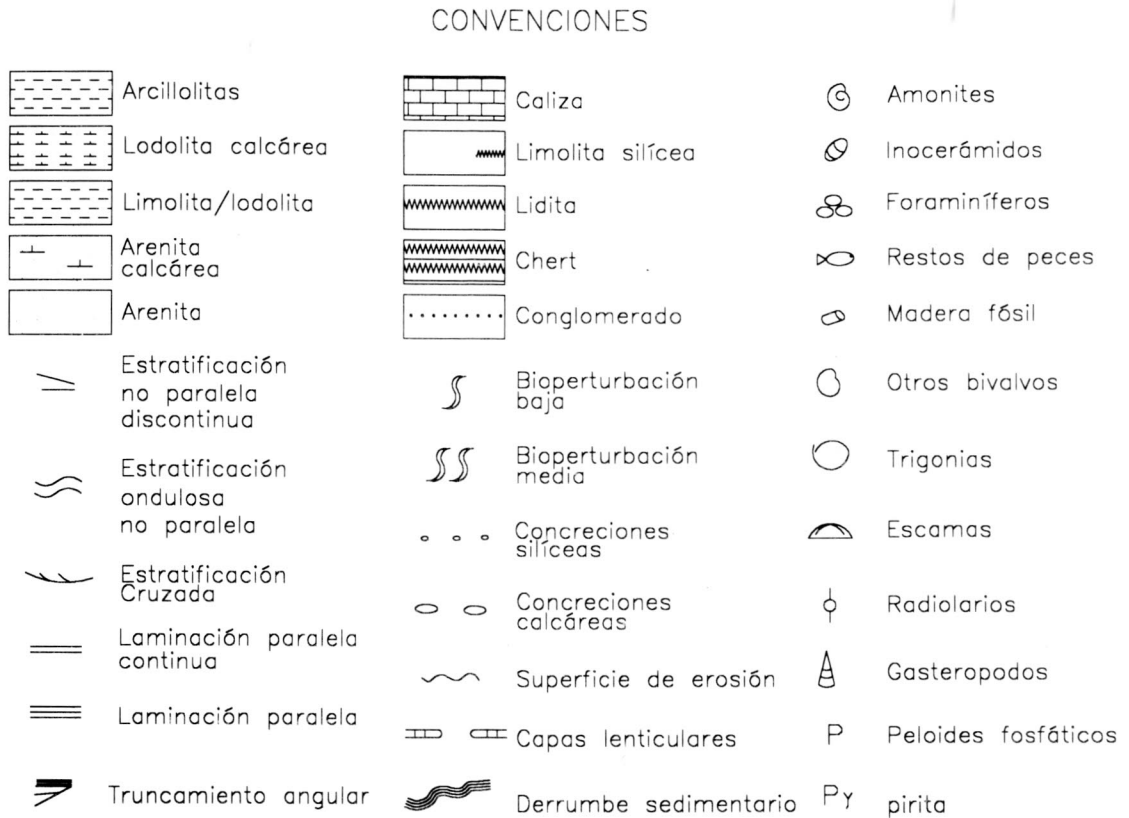 CONVENCIONES
Arcillolitas
Lodolita calcárea
Limolita/lodolita
Arenita
calcárea
Arenita
Estratificación
no paralela
discontinua
Estratificación
ondulosa
no paralela
Estratificación
Cruzada
Laminación paralela
continua
Laminación paralela
Truncamiento angular
Caliza
Limolita silícea
Lidita
Chert
Conglomerado
Bioperturbación
baja
Bioperturbación
media
Concreciones
silíceas
Concreciones
calcáreas
Superficie de erosión
Capas lenticulares
Derrumbe sedimentario
Amonites
Inocerámidos
Foraminíferos
Restos de peces
Madera fósil
Otros bivalvos
Trigonias
Escamas
Radiolarios
Gasteropodos
P Peloides fosfáticos
Py pirita